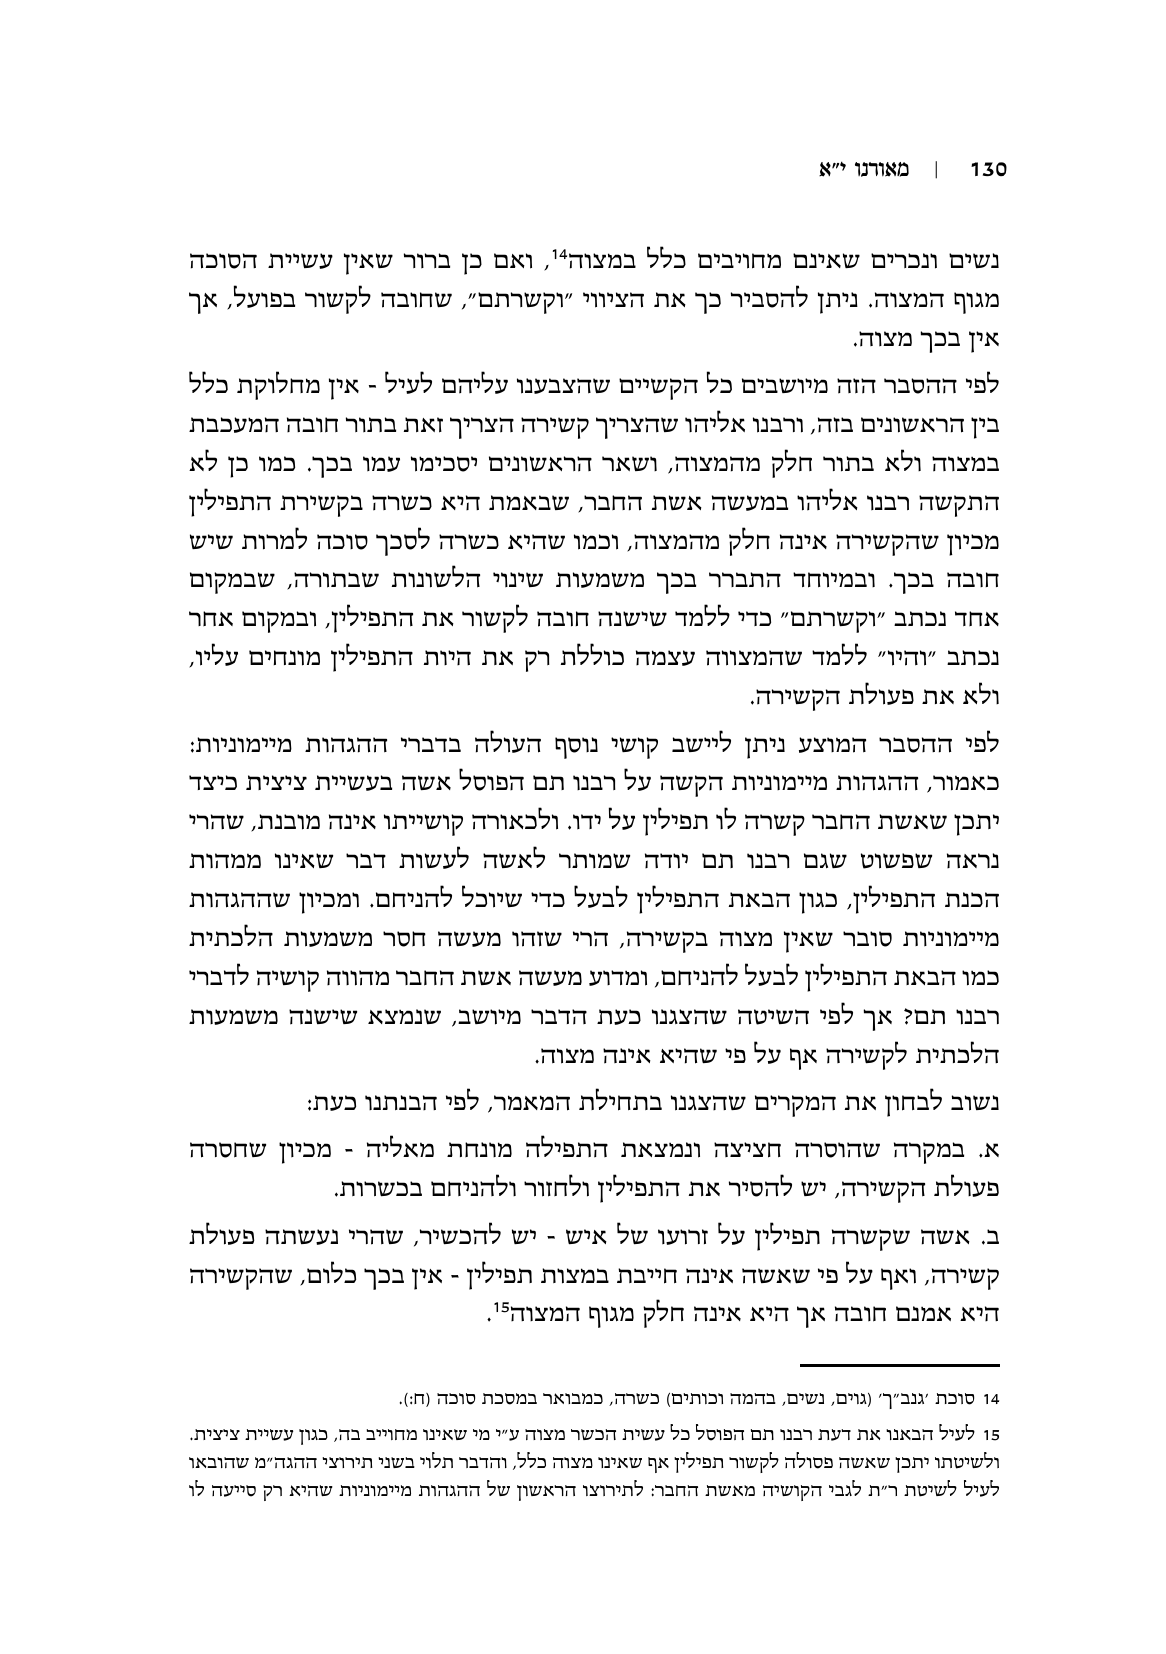 130 | מאורנו י״א
נשים ונכרים שאינם מחויבים כלל במצוה14, ואם כן ברור שאין עשיית הסוכה
מגוף המצוה. ניתן להסביר כך את הציווי ״וקשרתם״, שחובה לקשור בפועל, אך
אין בכך מצוה.
לפי ההסבר הזה מיושבים כל הקשיים שהצבענו עליהם לעיל - אין מחלוקת כלל
בין הראשונים בזה, ורבנו אליהו שהצריך קשירה הצריך זאת בתור חובה המעכבת
במצוה ולא בתור חלק מהמצוה, ושאר הראשונים יסכימו עמו בכך. כמו כן לא
התקשה רבנו אליהו במעשה אשת החבר, שבאמת היא כשרה בקשירת התפילין
מכיון שהקשירה אינה חלק מהמצוה, וכמו שהיא כשרה לסכך סוכה למרות שיש
חובה בכך. ובמיוחד התברר בכך משמעות שינוי הלשונות שבתורה, שבמקום
אחד נכתב ״וקשרתם״ כדי ללמד שישנה חובה לקשור את התפילין, ובמקום אחר
נכתב ״והיו״ ללמד שהמצווה עצמה כוללת רק את היות התפילין מונחים עליו,
ולא את פעולת הקשירה.
לפי ההסבר המוצע ניתן ליישב קושי נוסף העולה בדברי ההגהות מיימוניות:
כאמור, ההגהות מיימוניות הקשה על רבנו תם הפוסל אשה בעשיית ציצית כיצד
יתכן שאשת החבר קשרה לו תפילין על ידו. ולכאורה קושייתו אינה מובנת, שהרי
נראה שפשוט שגם רבנו תם יודה שמותר לאשה לעשות דבר שאינו ממהות
הכנת התפילין, כגון הבאת התפילין לבעל כדי שיוכל להניחם. ומכיון שההגהות
מיימוניות סובר שאין מצוה בקשירה, הרי שזהו מעשה חסר משמעות הלכתית
כמו הבאת התפילין לבעל להניחם, ומדוע מעשה אשת החבר מהווה קושיה לדברי
רבנו תם? אך לפי השיטה שהצגנו כעת הדבר מיושב, שנמצא שישנה משמעות
הלכתית לקשירה אף על פי שהיא אינה מצוה.
נשוב לבחון את המקרים שהצגנו בתחילת המאמר, לפי הבנתנו כעת:
א. במקרה שהוסרה חציצה ונמצאת התפילה מונחת מאליה - מכיון שחסרה
פעולת הקשירה, יש להסיר את התפילין ולחזור ולהניחם בכשרות.
ב. אשה שקשרה תפילין על זרועו של איש - יש להכשיר, שהרי נעשתה פעולת
קשירה, ואף על פי שאשה אינה חייבת במצות תפילין - אין בכך כלום, שהקשירה
היא אמנם חובה אך היא אינה חלק מגוף המצוה15.
14 סוכת ׳גנב״ך׳ (גוים, נשים, בהמה וכותים) כשרה, כמבואר במסכת סוכה (ח:).
15 לעיל הבאנו את דעת רבנו תם הפוסל כל עשית הכשר מצוה ע״י מי שאינו מחוייב בה, כגון עשיית ציצית.
ולשיטתו יתכן שאשה פסולה לקשור תפילין אף שאינו מצוה כלל, והדבר תלוי בשני תירוצי ההגה״מ שהובאו
לעיל לשיטת ר״ת לגבי הקושיה מאשת החבר: לתירוצו הראשון של ההגהות מיימוניות שהיא רק סייעה לו